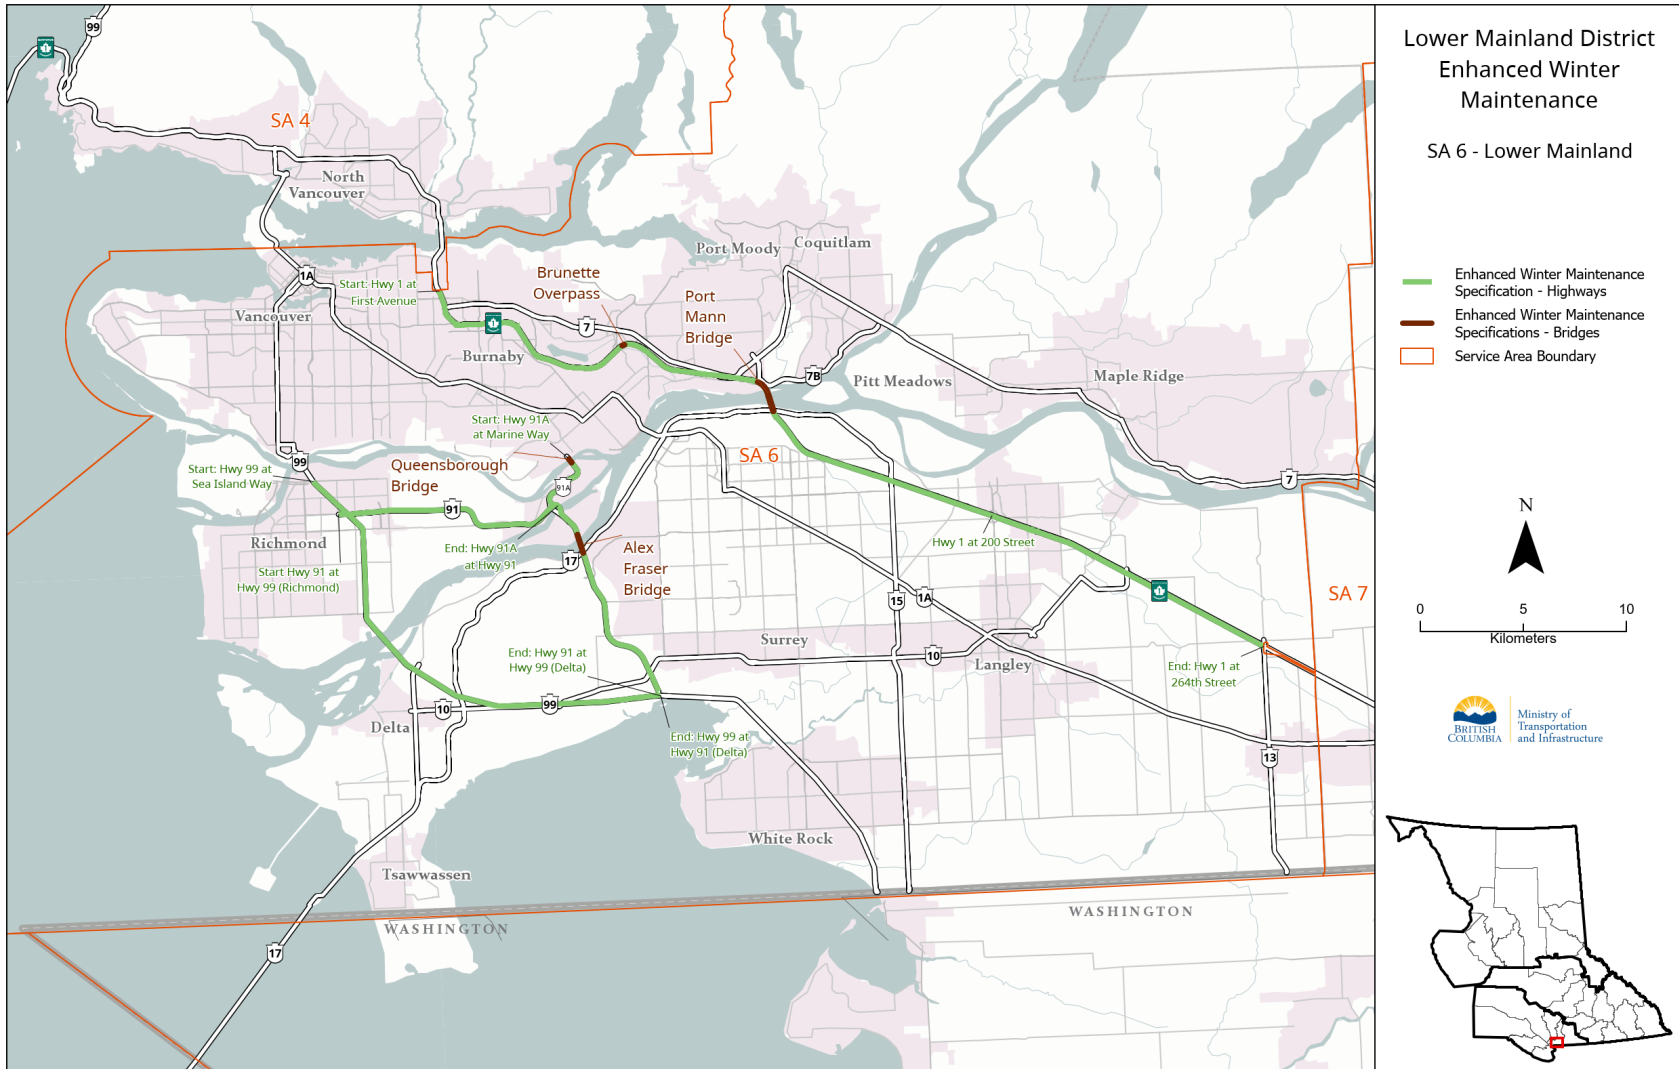 Lower Mainland District
Enhanced Winter
Maintenance
SA 6 - Lower Mainland
Enhanced Winter Maintenance
Specification - Highways
Enhanced Winter Maintenance
Specifications - Bridges
Service Area Boundary
N
0 5 10
Kilometers
BRITISH
COLUMBIA
Ministry of
Transportation
and Infrastructure
99
1
SA 4
North
Vancouver
Port Moody
Coquitlam
1A
Start: Hwy 1 at
First Avenue
Brunette
Overpass
Port
Mann
Bridge
Vancouver
1
7
Burnaby
7B
Pitt Meadows
Maple Ridge
Start: Hwy 91A
at Marine Way
SA 6
99
Start: Hwy 99 at
Sea Island Way
Queensborough
Bridge
91A
7
91
Richmond
End: Hwy 91A
at Hwy 91
17
Alex
Fraser
Bridge
Hwy 1 at 200 Street
Start Hwy 91 at
Hwy 99 (Richmond)
15
1A
1
SA 7
Surrey
10
Langley
End: Hwy 91 at
Hwy 99 (Delta)
End: Hwy 1 at
264th Street
10
99
Delta
End: Hwy 99 at
Hwy 91 (Delta)
13
White Rock
Tsawwassen
WASHINGTON
WASHINGTON
17